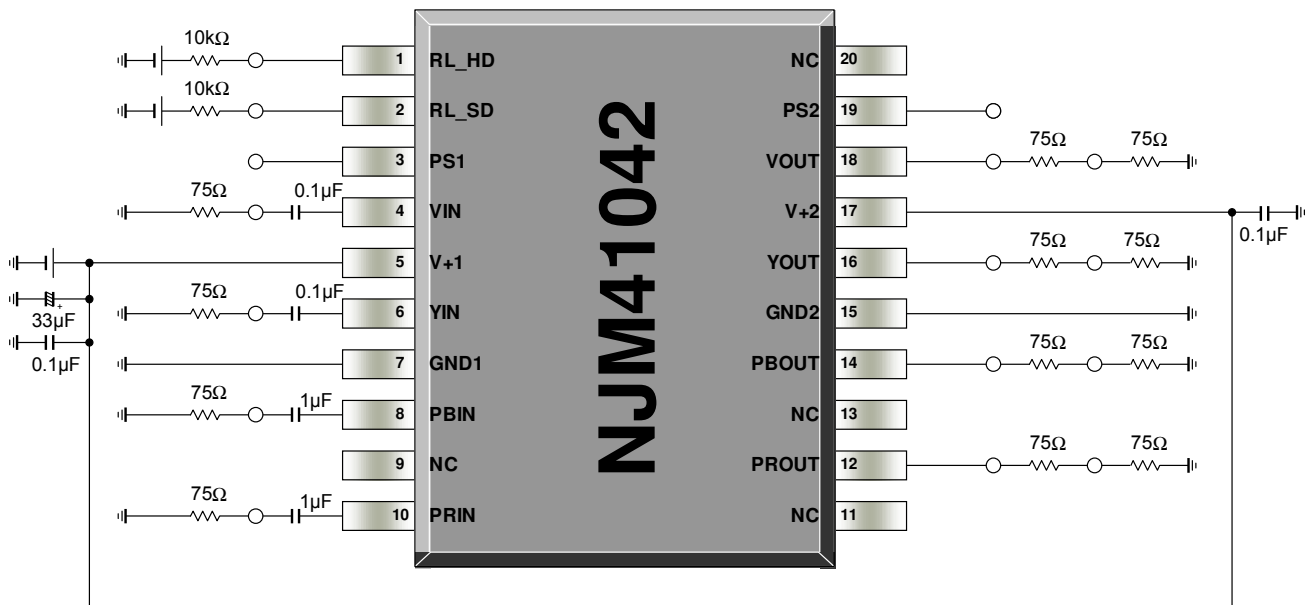 10kΩ
1 RL_HD
NC 20
10kΩ
2 RL_SD
PS2 19
3 PS1
VOUT 18
75Ω 75Ω
75Ω 0.1µF
4 VIN
V+2 17
0.1µF
5 V+1
YOUT 16
75Ω 75Ω
+
33µF
75Ω 0.1µF
6 YIN
GND2 15
0.1µF
7 GND1
PBOUT 14
75Ω 75Ω
75Ω 1µF
8 PBIN
NC 13
9 NC
PROUT 12
75Ω 75Ω
75Ω 1µF
10 PRIN
NC 11
NJM41042